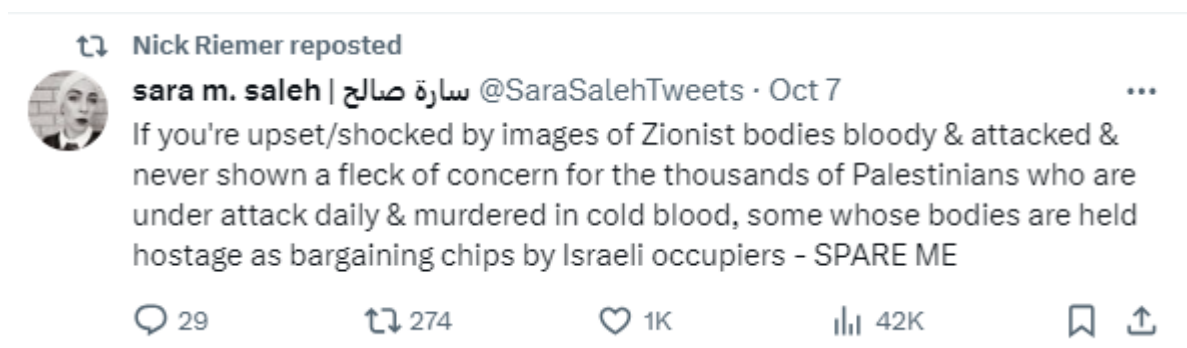 Nick Riemer reposted
sara m. saleh | سارة صالح @SaraSalehTweets · Oct 7
If you're upset/shocked by images of Zionist bodies bloody & attacked &
never shown a fleck of concern for the thousands of Palestinians who are
under attack daily & murdered in cold blood, some whose bodies are held
hostage as bargaining chips by Israeli occupiers - SPARE ME
29 274 1K 42K